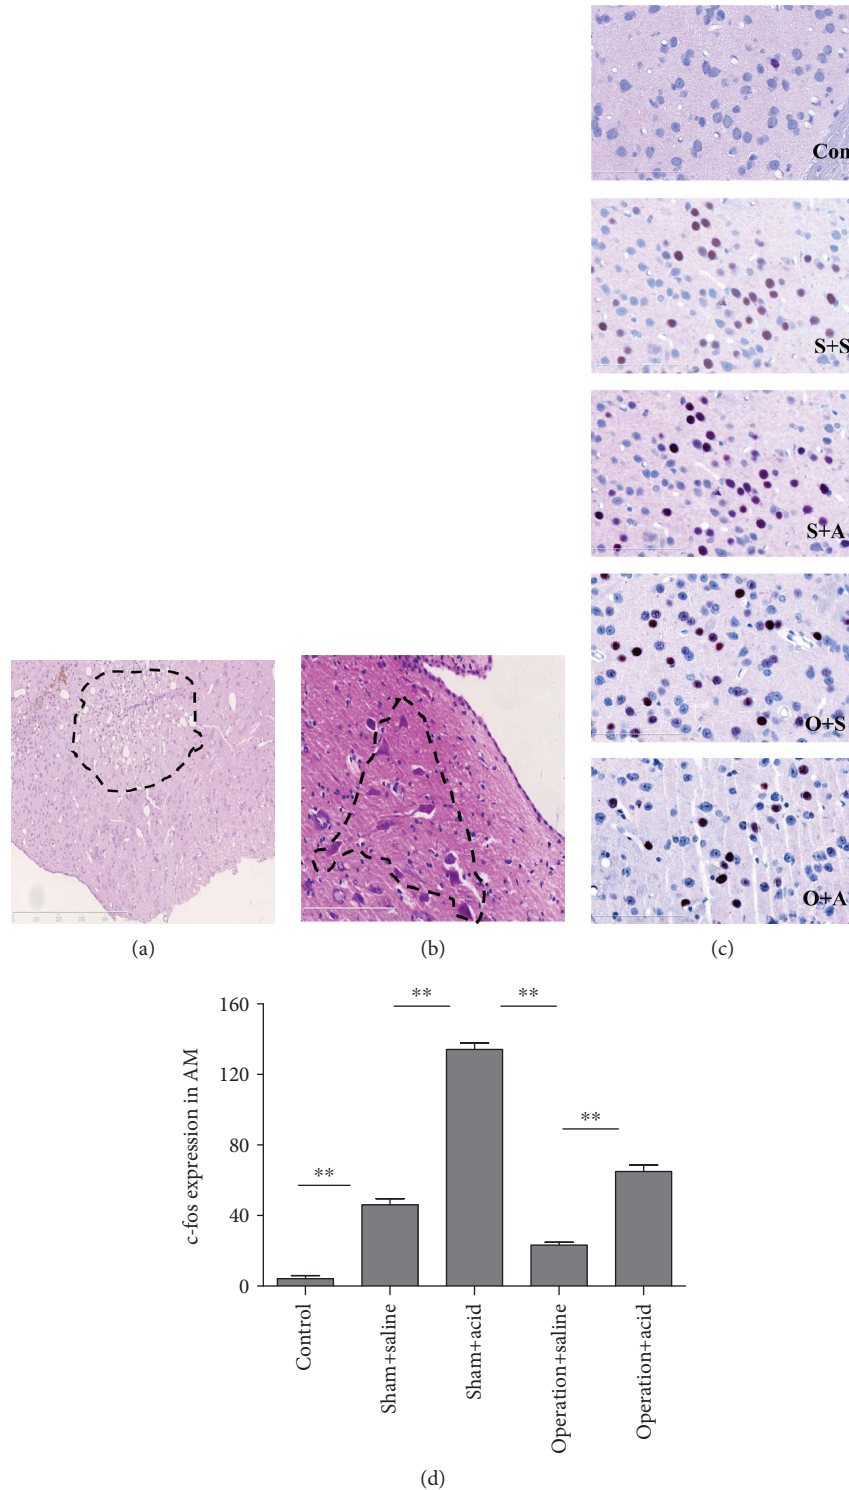 Con
S+S
S+A
O+S
O+A
(a)
(b)
(c)
c-fos expression in AM
160
120
80
40
0
**
**
**
**
Control
Sham+saline
Sham+acid
Operation+saline
Operation+acid
(d)